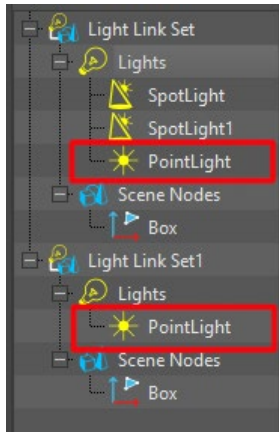 Light Link Set
Lights
SpotLight
SpotLight1
PointLight
Scene Nodes
Box
Light Link Set1
Lights
PointLight
Scene Nodes
Box